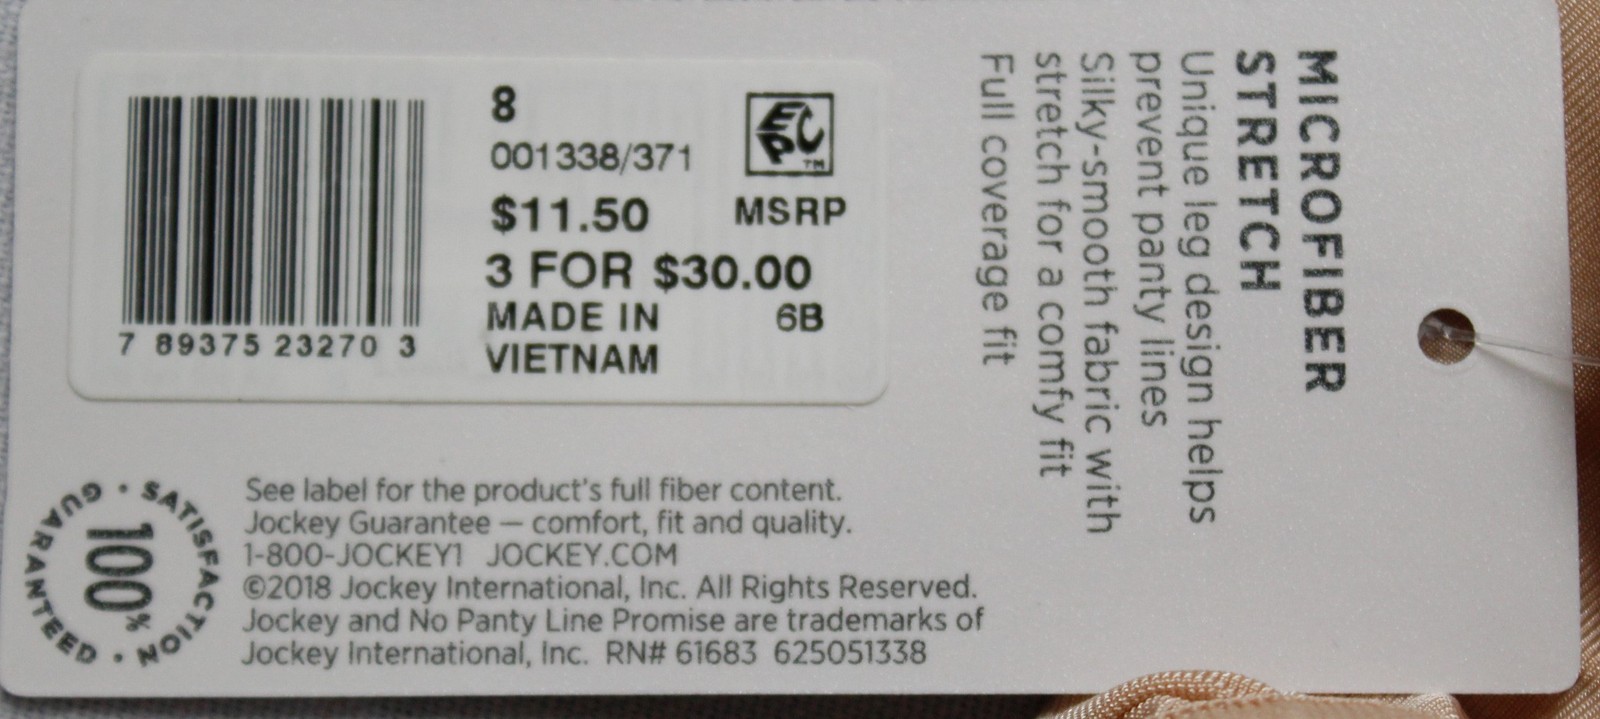 8
001338/371
EPC™
$11.50 MSRP
3 FOR $30.00
MADE IN 6B
VIETNAM
7 89375 23270 3
MICROFIBER
STRETCH
Unique leg design helps
prevent panty lines
Silky-smooth fabric with
stretch for a comfy fit
Full coverage fit
100%
SATISFACTION • GUARANTEED •
See label for the product's full fiber content.
Jockey Guarantee — comfort, fit and quality.
1-800-JOCKEY1 JOCKEY.COM
©2018 Jockey International, Inc. All Rights Reserved.
Jockey and No Panty Line Promise are trademarks of
Jockey International, Inc. RN# 61683 625051338